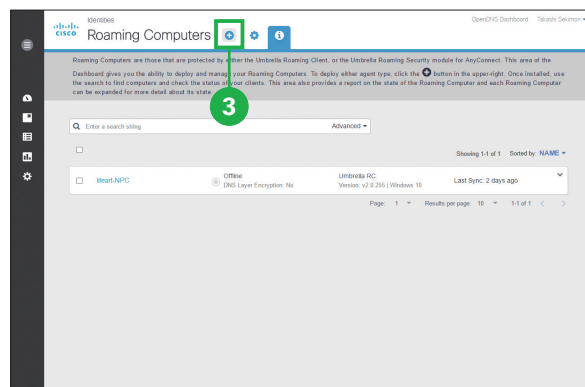 Identities
OpenDNS Dashboard Takashi Sekimon
CISCO
Roaming Computers
Roaming Computers are those that are protected by either the Umbrella Roaming Client, or the Umbrella Roaming Security module for AnyConnect. This area of the
Dashboard gives you the ability to deploy and manage your Roaming Computers. To deploy either agent type, click the button in the upper-right. Once installed, use
the search to find computers and check the status of your clients. This area also provides a report on the state of the Roaming Computer and each Roaming Computer
can be expanded for more detail about its state.
3
Enter a search string
Advanced
Showing 1-1 of 1 Sorted by: NAME
lifeart-NPC
Offline
DNS Layer Encryption: No
Umbrella RC
Version: v2.0.255 | Windows 10
Last Sync: 2 days ago
Page: 1 Results per page: 10 1-1 of 1 < >